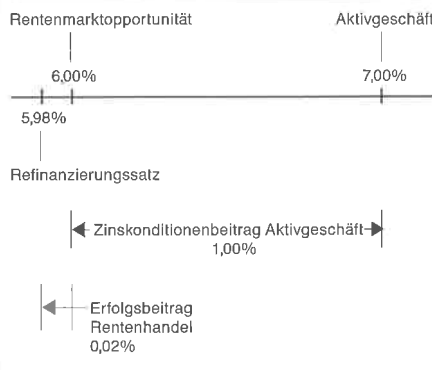 Rentenmarktopportunität Aktivgeschäft
6,00% 7,00%
5,98%
Refinanzierungssatz
Zinskonditionenbeitrag Aktivgeschäft
1,00%
Erfolgsbeitrag
Rentenhandel
0,02%